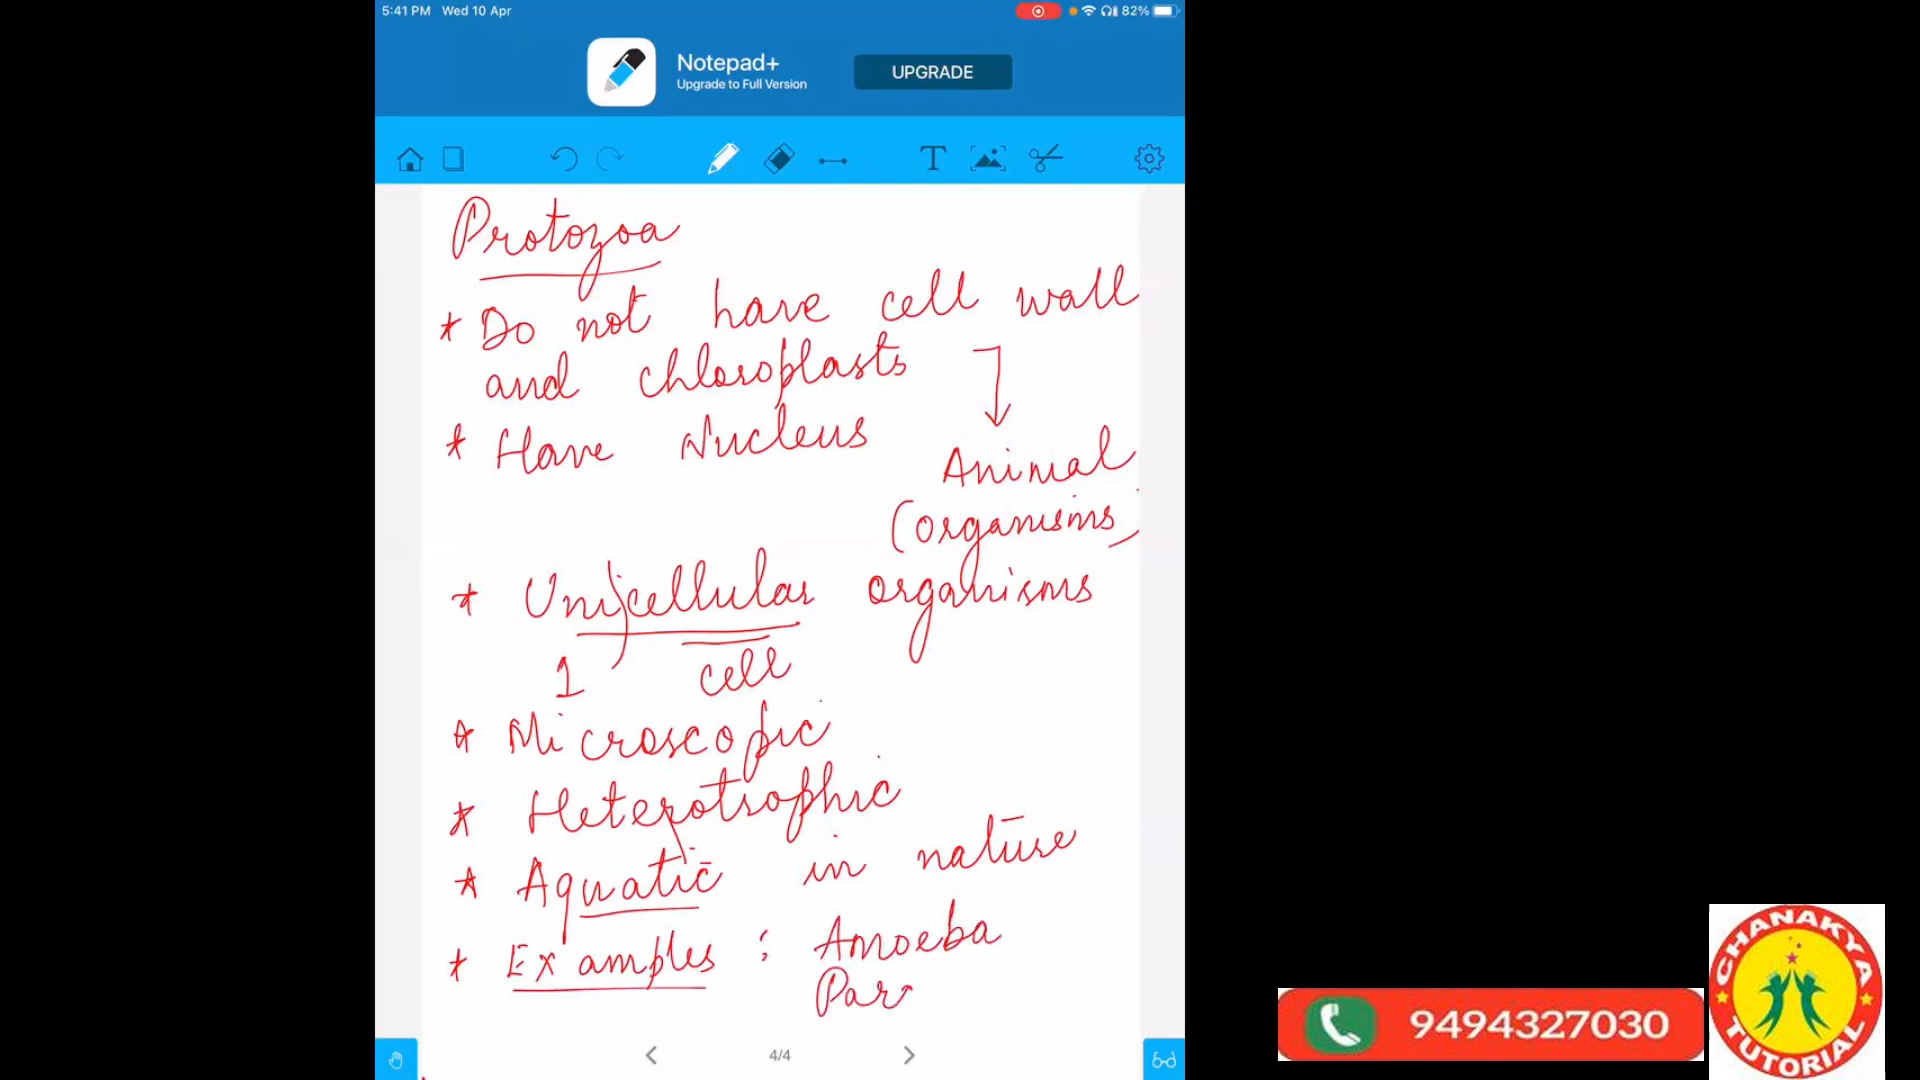 5:41 PM Wed 10 Apr
82%
Notepad+
Upgrade to Full Version
UPGRADE
T
Protozoa
* Do not have cell wall
and chloroplasts
* Have Nucleus
Animal
(organisms)
* Unicellular organisms
1 cell
* Microscopic
* Heterotrophic
* Aquatic in nature
* Examples : Amoeba
Par
4/4
9494327030
CHANAKYA
TUTORIAL